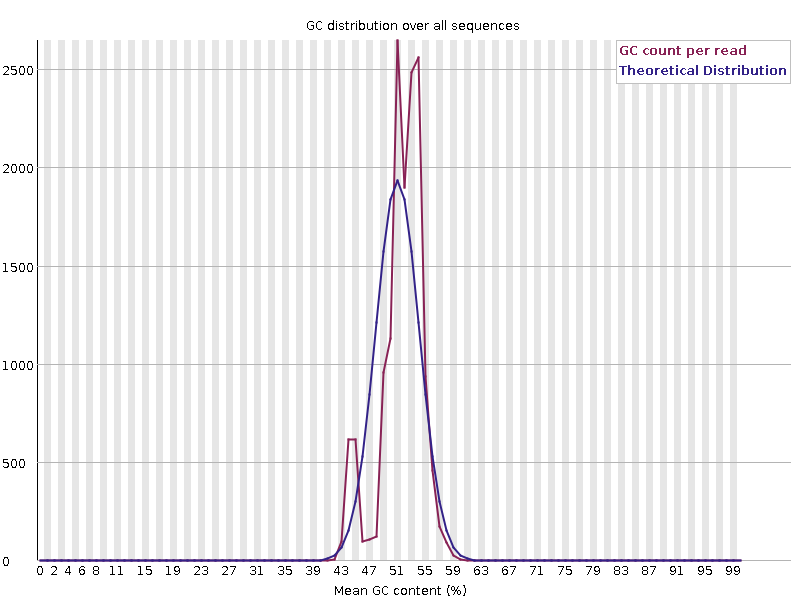 GC distribution over all sequences
GC count per read
Theoretical Distribution
2500
2000
1500
1000
500
0
0 2 4 6 8 11 15 19 23 27 31 35 39 43 47 51 55 59 63 67 71 75 79 83 87 91 95 99
Mean GC content (%)